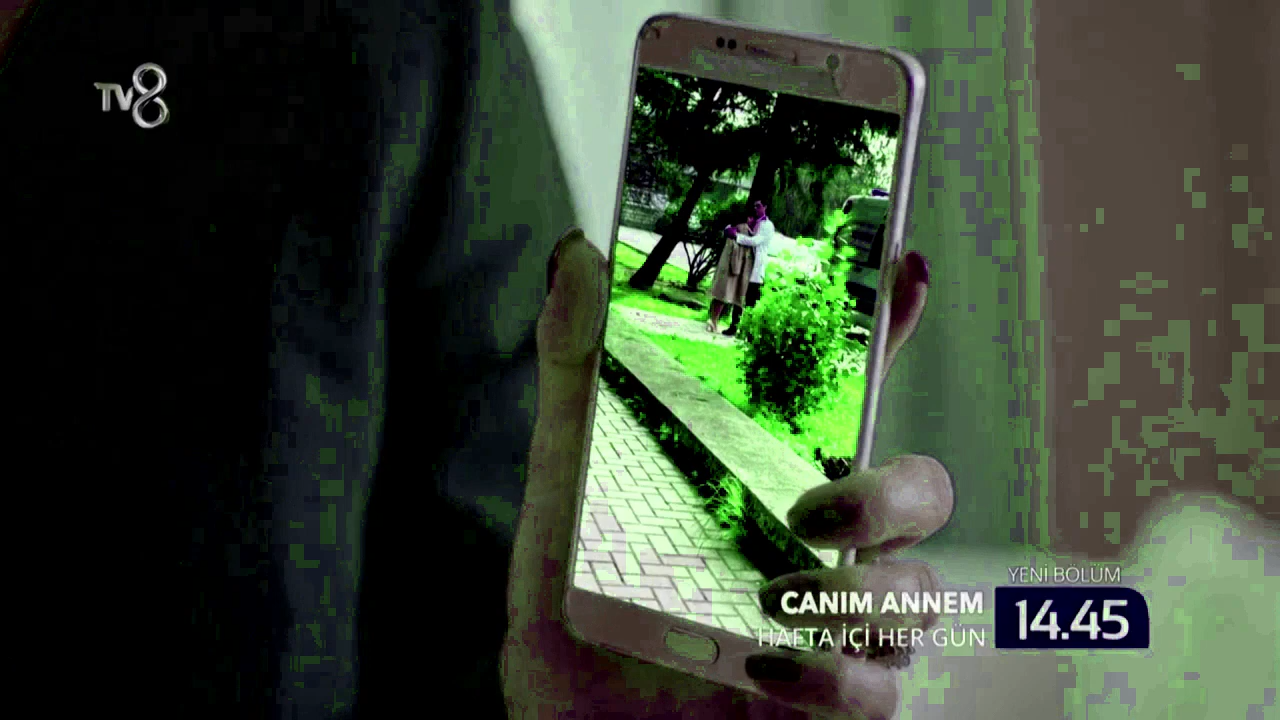 TV8
YENİ BÖLÜM
CANIM ANNEM
14.45
HAFTA İÇİ HER GÜN